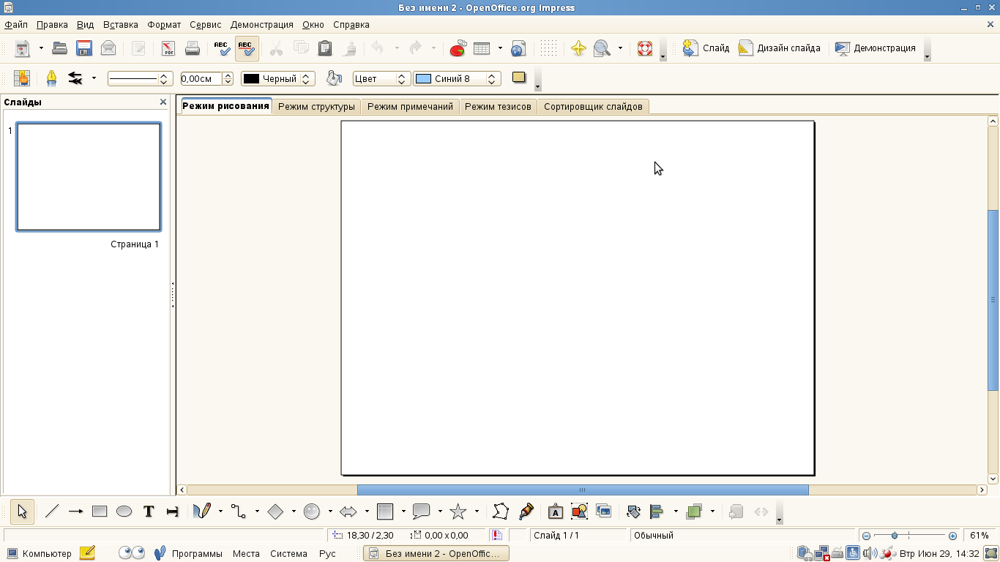 Без имени 2 - OpenOffice.org Impress
Файл Правка Вид Вставка Формат Сервис Демонстрация Окно Справка
PDF ABC ABC Слайд Дизайн слайда Демонстрация
0,00см Черный Цвет Синий 8
Слайды
Режим рисования Режим структуры Режим примечаний Режим тезисов Сортировщик слайдов
1
Страница 1
T A
18,30 / 2,30 0,00 x 0,00 Слайд 1 / 1 Обычный 61%
Компьютер Программы Места Система Рус Без имени 2 - OpenOffic... Втр Июн 29, 14:32